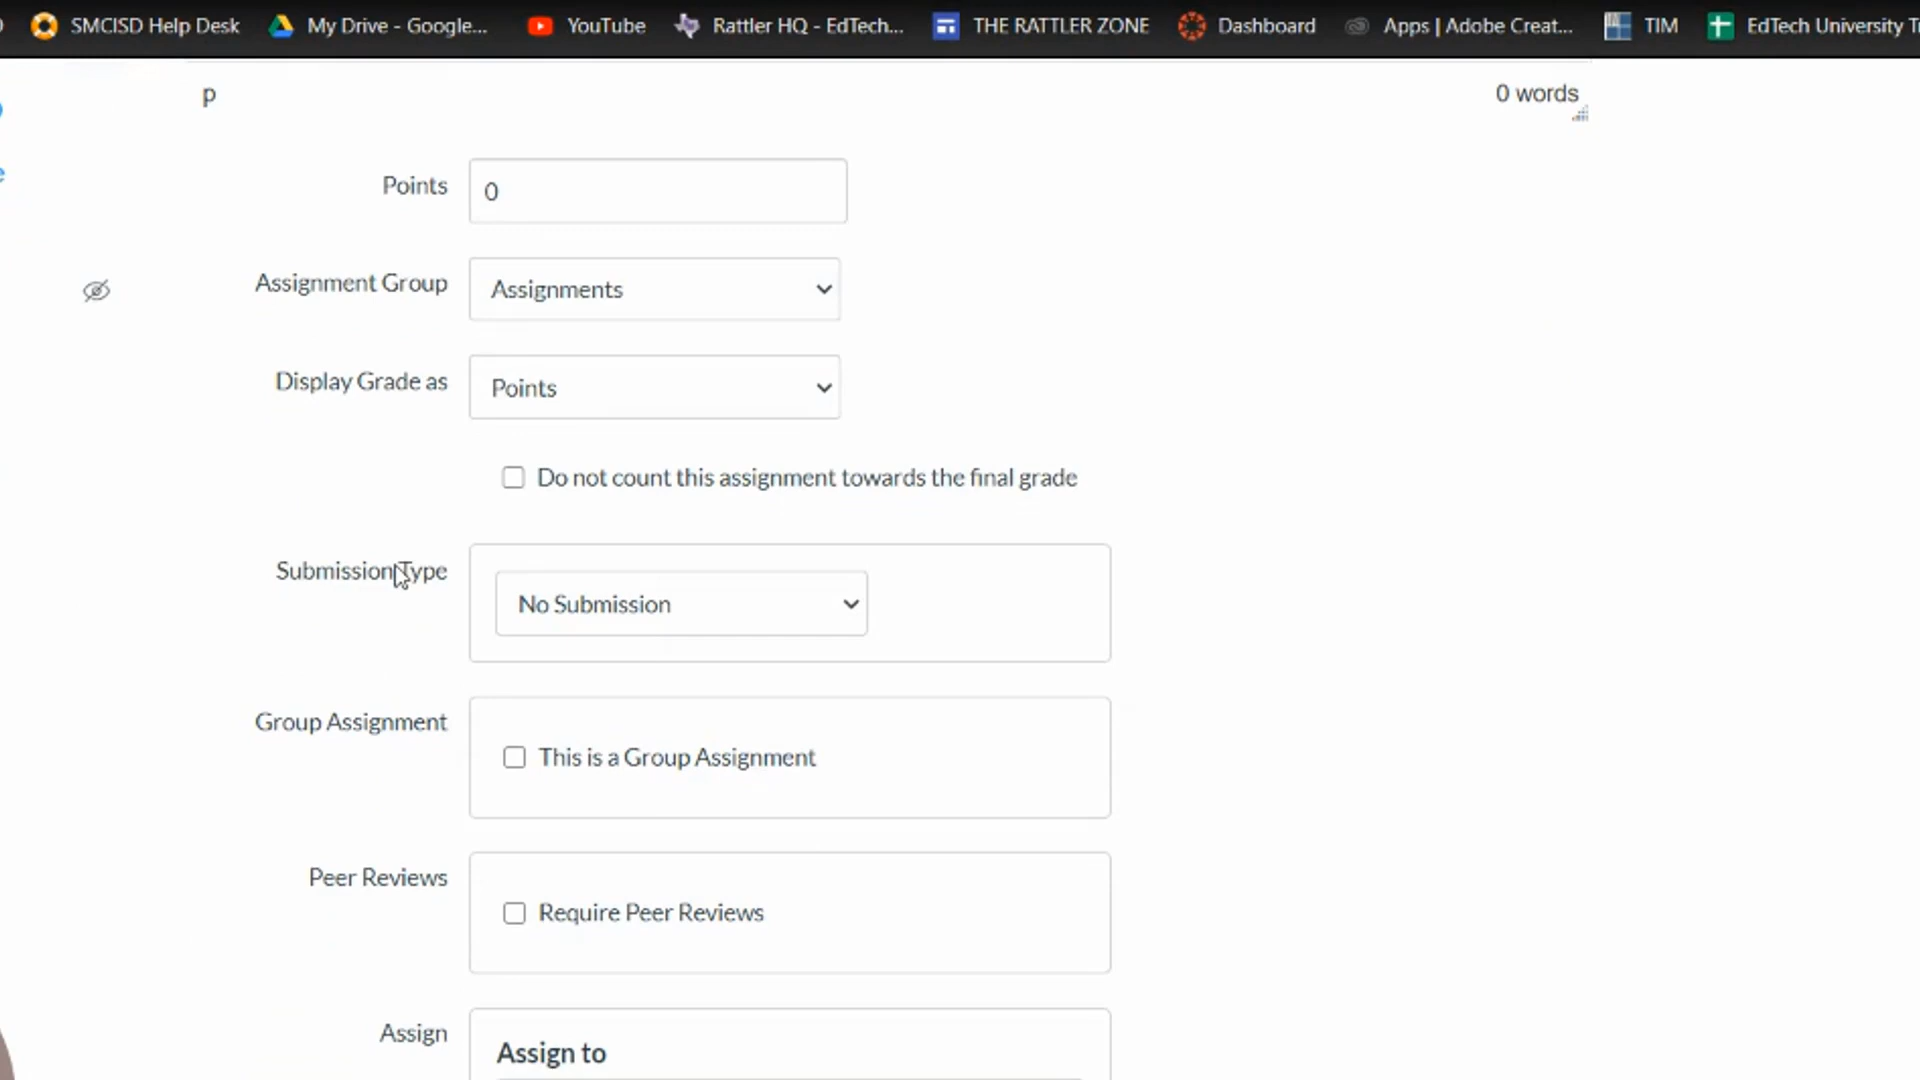 SMCISD Help Desk My Drive - Google... YouTube Rattler HQ - EdTech... THE RATTLER ZONE Dashboard Apps | Adobe Creat... TIM EdTech University
p 0 words
Points 0
Assignment Group Assignments
Display Grade as Points
Do not count this assignment towards the final grade
Submission Type
No Submission
Group Assignment
This is a Group Assignment
Peer Reviews
Require Peer Reviews
Assign
Assign to